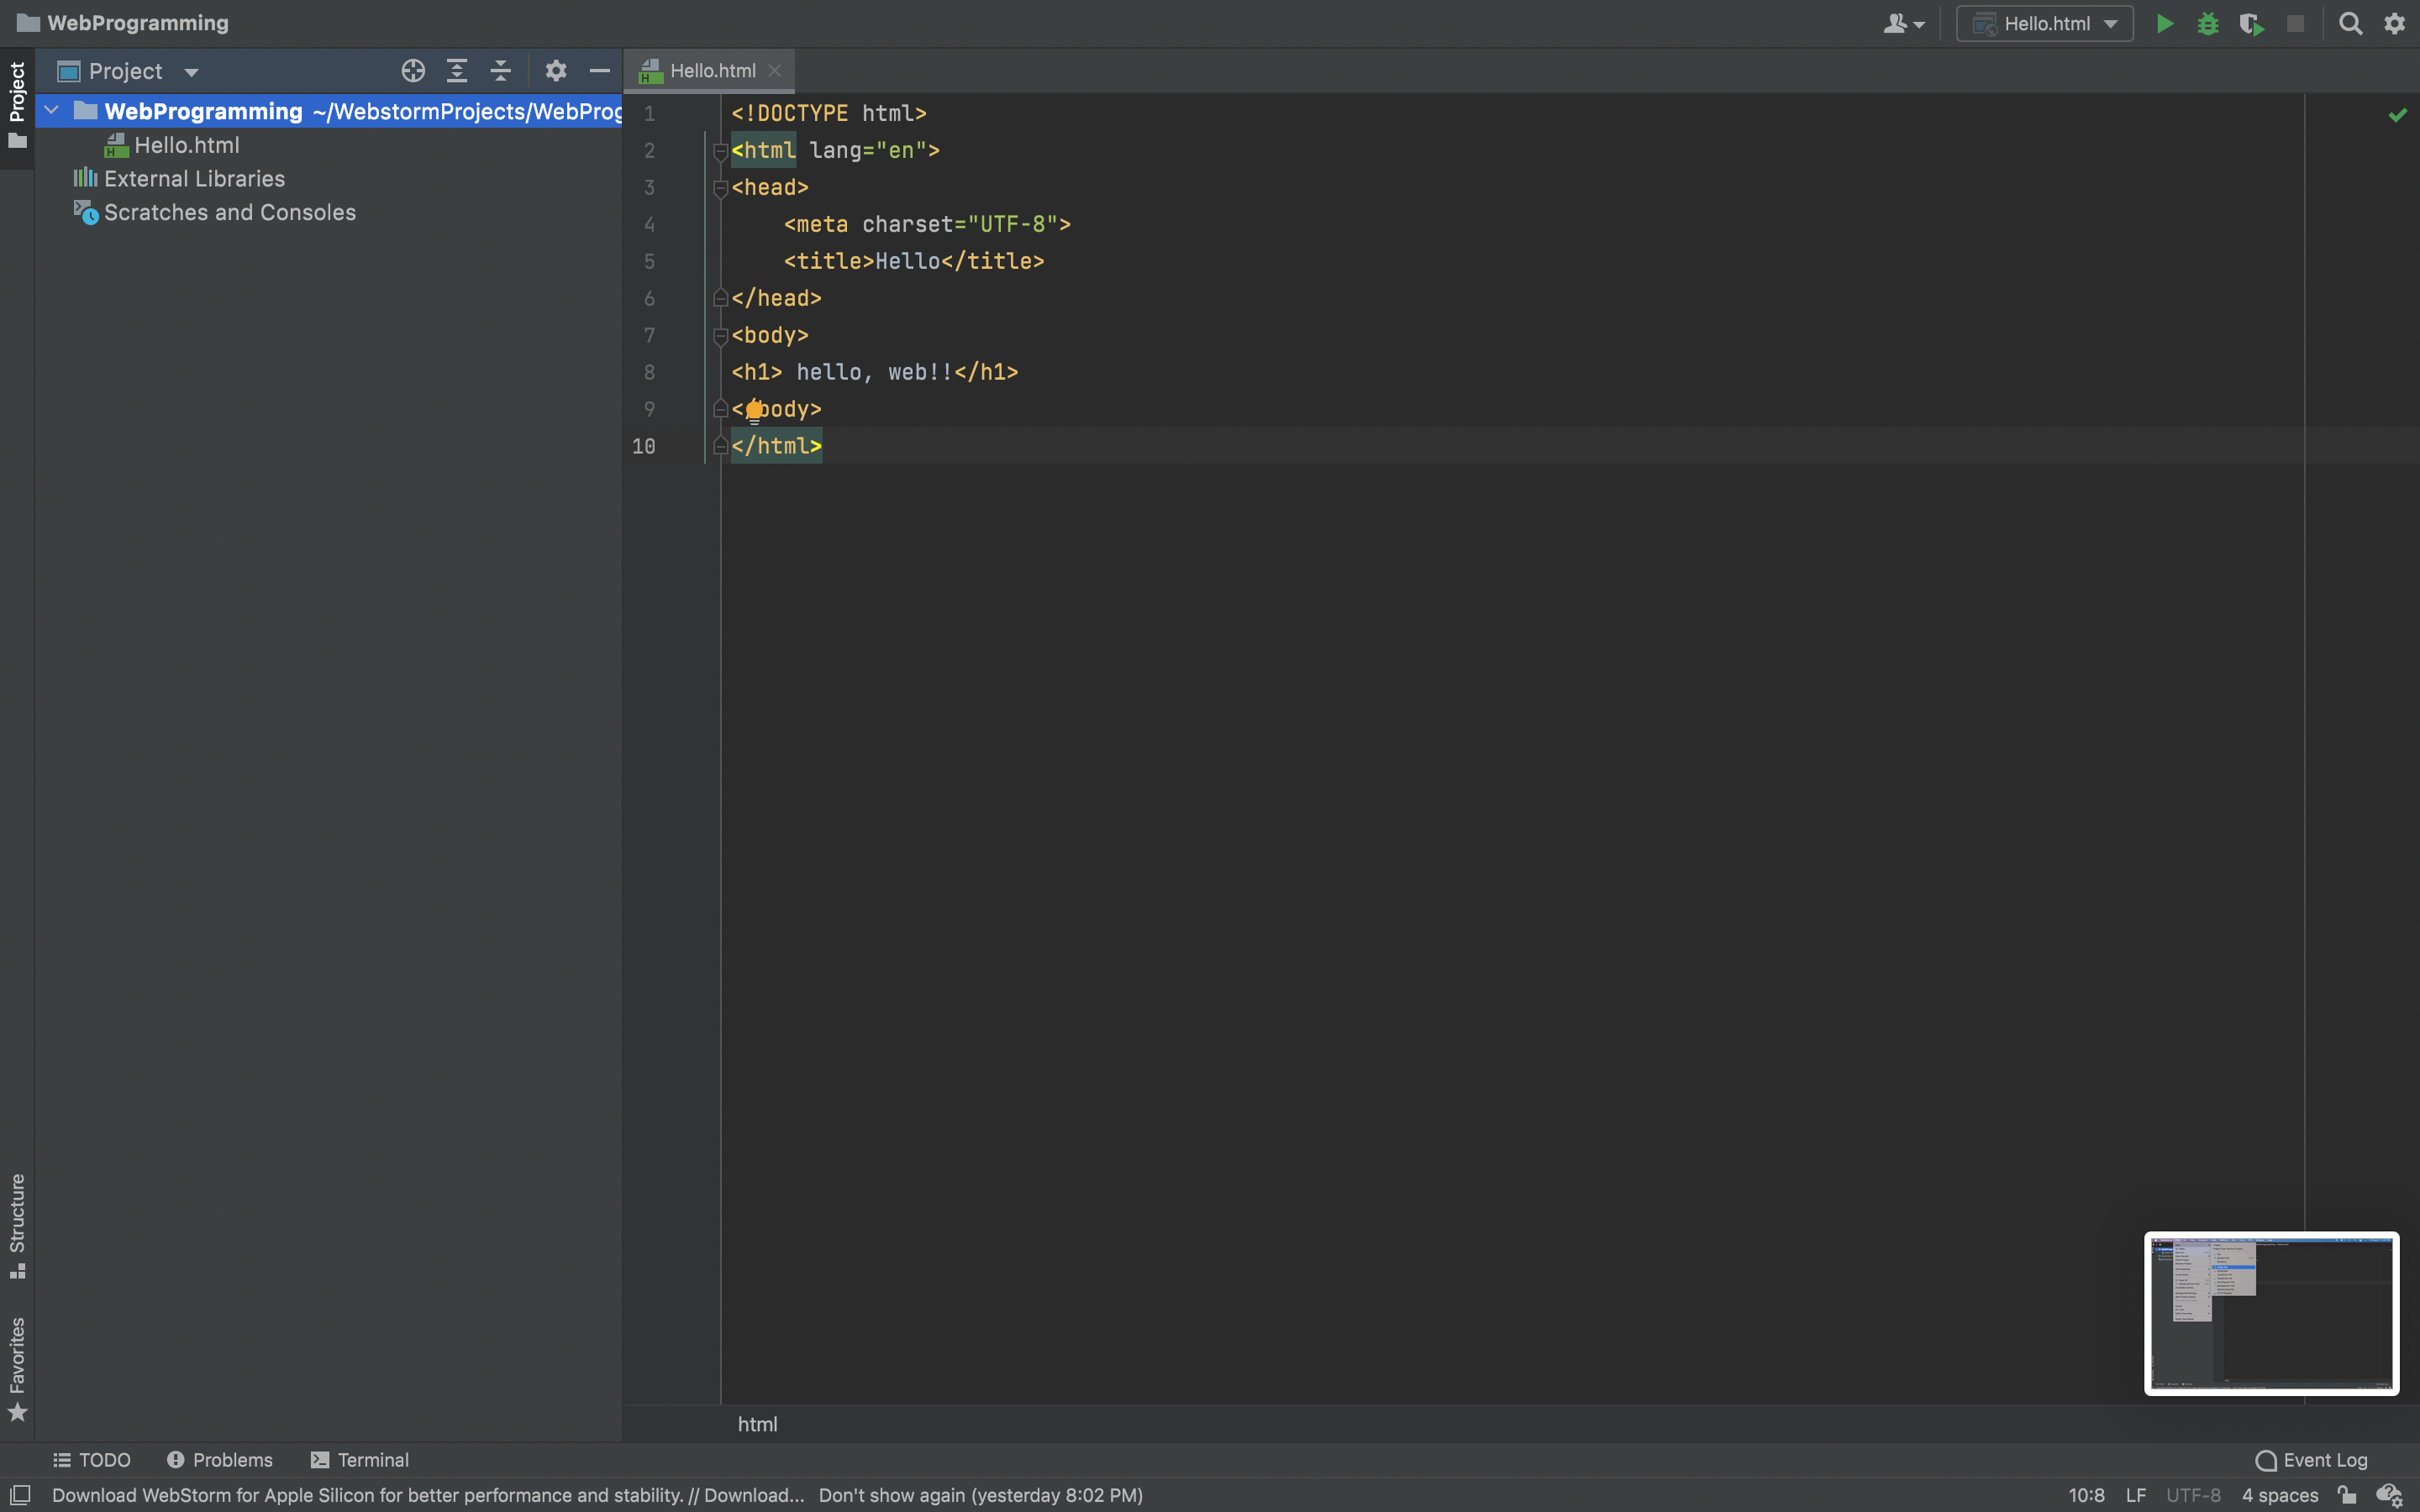 WebProgramming
Hello.html
Project
Project
Hello.html
WebProgramming ~/WebstormProjects/WebProg
Hello.html
External Libraries
Scratches and Consoles
1 <!DOCTYPE html>
2 <html lang="en">
3 <head>
4 <meta charset="UTF-8">
5 <title>Hello</title>
6 </head>
7 <body>
8 <h1> hello, web!!</h1>
9 </body>
10 </html>
Structure
Favorites
html
TODO
Problems
Terminal
Event Log
Download WebStorm for Apple Silicon for better performance and stability. // Download... Don't show again (yesterday 8:02 PM)
10:8 LF UTF-8 4 spaces